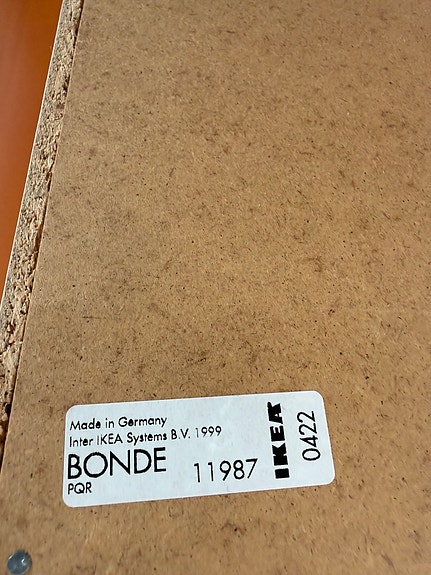 Made in Germany
Inter IKEA Systems B.V. 1999
BONDE
PQR
11987
IKEA
0422